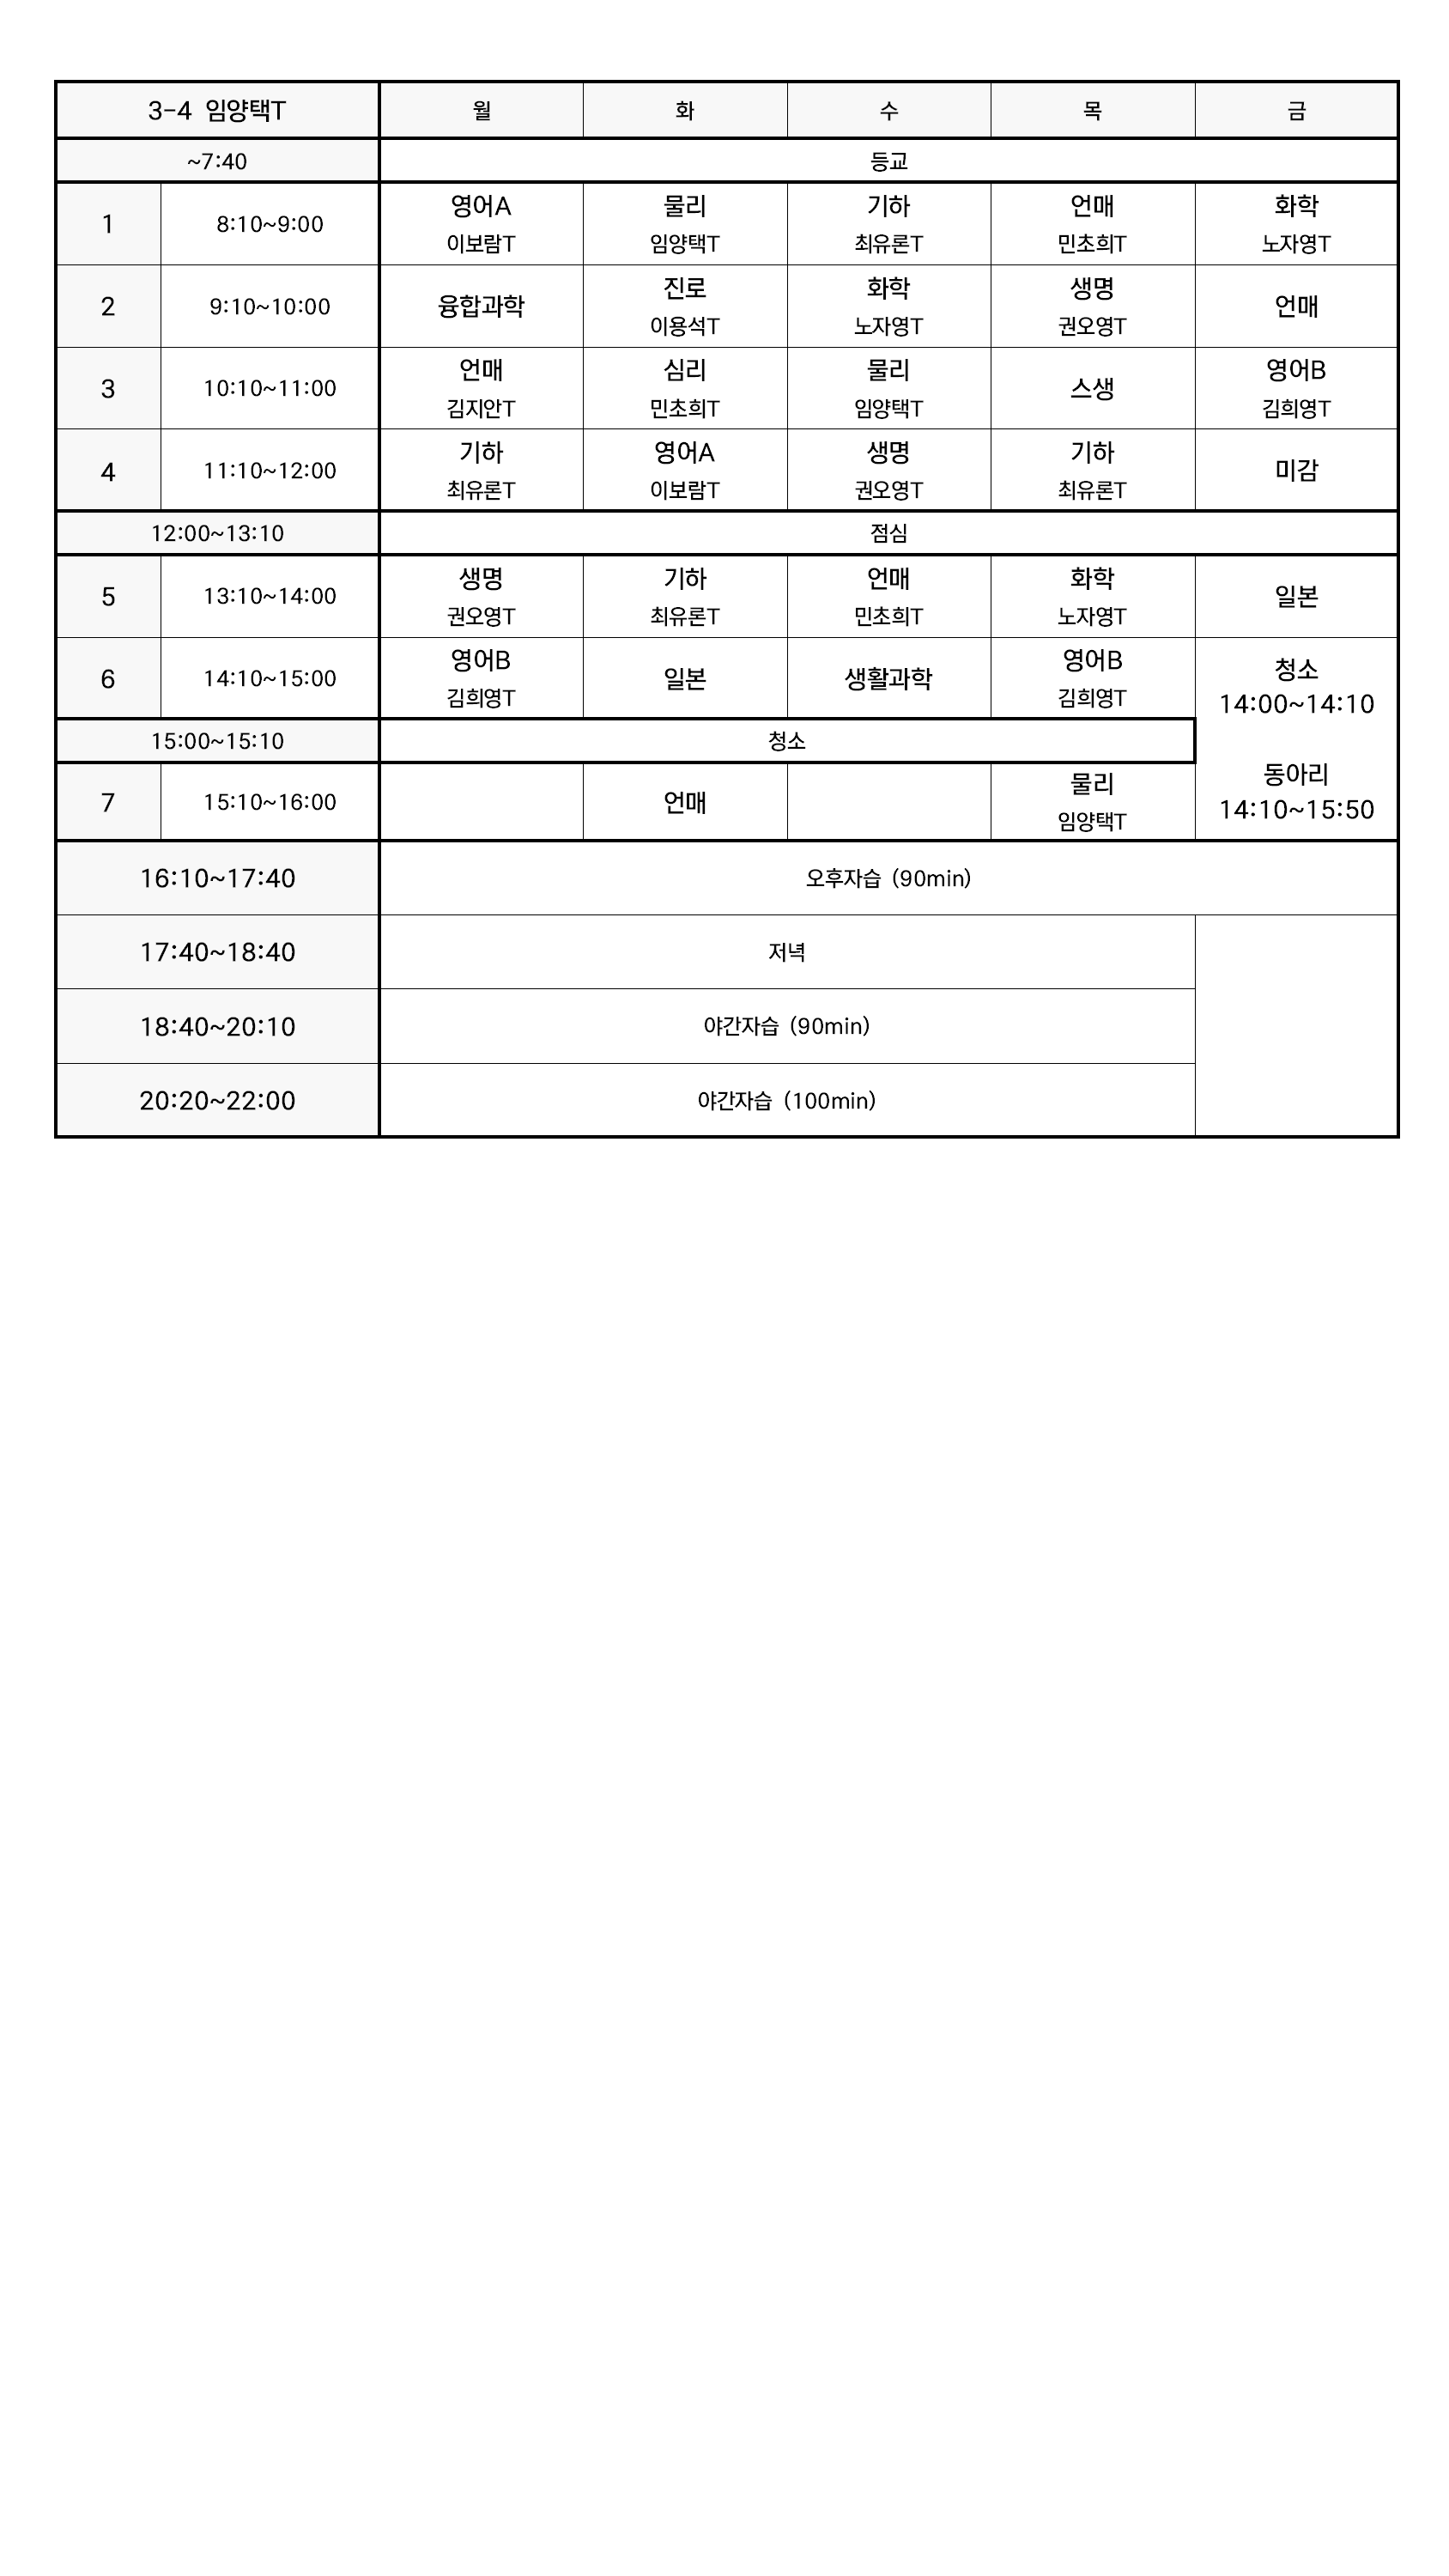 3-4 임양택T 월 화 수 목 금
~7:40 등교
1 8:10~9:00 영어A 물리 기하 언매 화학
이보람T 임양택T 최유론T 민초희T 노자영T
2 9:10~10:00 융합과학 진로 화학 생명 언매
이용석T 노자영T 권오영T
3 10:10~11:00 언매 심리 물리 스생 영어B
김지안T 민초희T 임양택T 김희영T
4 11:10~12:00 기하 영어A 생명 기하 미감
최유론T 이보람T 권오영T 최유론T
12:00~13:10 점심
5 13:10~14:00 생명 기하 언매 화학 일본
권오영T 최유론T 민초희T 노자영T
6 14:10~15:00 영어B 일본 생활과학 영어B 청소
김희영T 김희영T 14:00~14:10
15:00~15:10 청소
7 15:10~16:00 언매 물리 동아리
임양택T 14:10~15:50
16:10~17:40 오후자습 (90min)
17:40~18:40 저녁
18:40~20:10 야간자습 (90min)
20:20~22:00 야간자습 (100min)